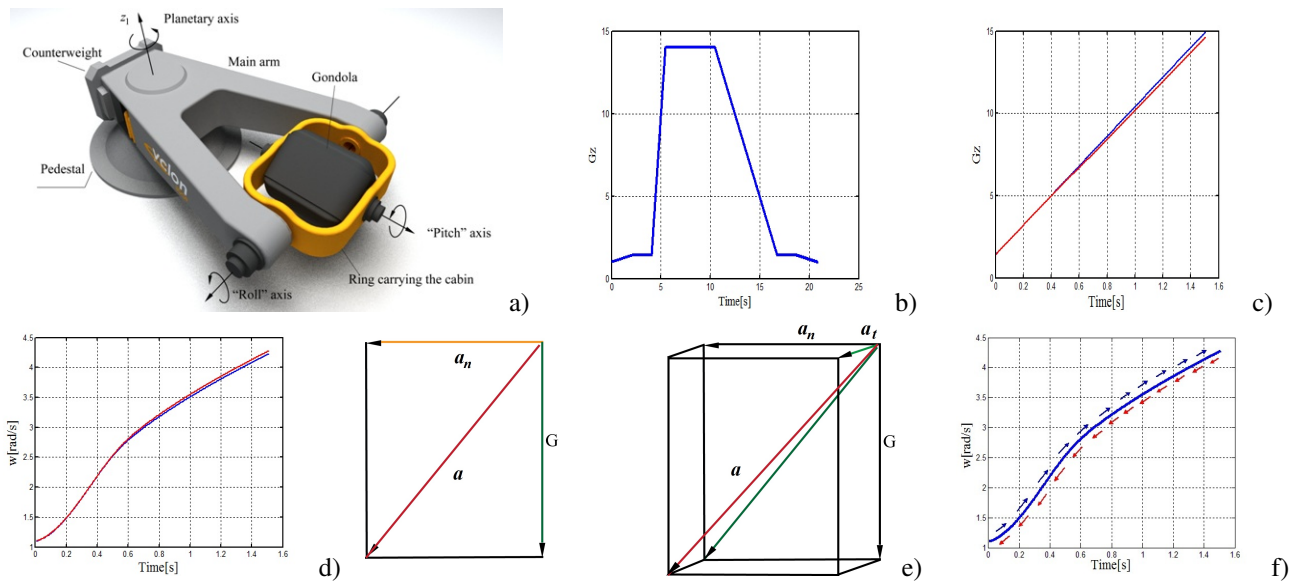 z1
Planetary axis
Counterweight
Main arm
Gondola
Pedestal
cyclon
"Pitch" axis
Ring carrying the cabin
"Roll" axis
a)
15
10
5
0
Gz
0 5 10 15 20 25
Time[s]
b)
15
10
5
0
Gz
0 0.2 0.4 0.6 0.8 1 1.2 1.4 1.6
Time[s]
c)
4.5
4
3.5
3
2.5
2
1.5
1
w[rad/s]
0 0.2 0.4 0.6 0.8 1 1.2 1.4 1.6
Time[s]
d)
an
G
a
an at
G
a
e)
4.5
4
3.5
3
2.5
2
1.5
1
w[rad/s]
0 0.2 0.4 0.6 0.8 1 1.2 1.4 1.6
Time[s]
f)